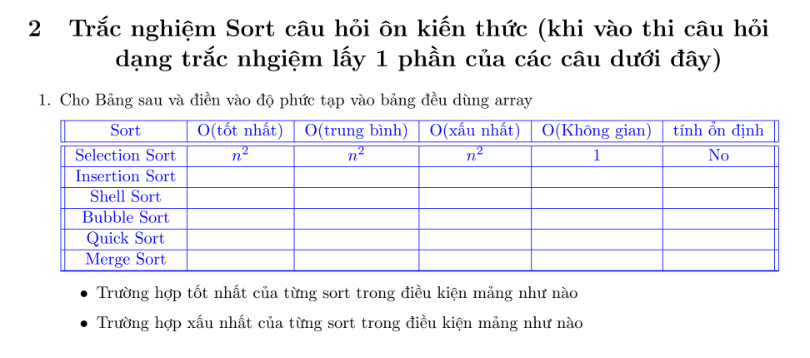 2 Trắc nghiệm Sort câu hỏi ôn kiến thức (khi vào thi câu hỏi
dạng trắc nhgiệm lấy 1 phần của các câu dưới đây)
1. Cho Bảng sau và điền vào độ phức tạp vào bảng đều dùng array
Sort O(tốt nhất) O(trung bình) O(xấu nhất) O(Không gian) tính ổn định
Selection Sort n² n² n² 1 No
Insertion Sort
Shell Sort
Bubble Sort
Quick Sort
Merge Sort
• Trường hợp tốt nhất của từng sort trong điều kiện mảng như nào
• Trường hợp xấu nhất của từng sort trong điều kiện mảng như nào